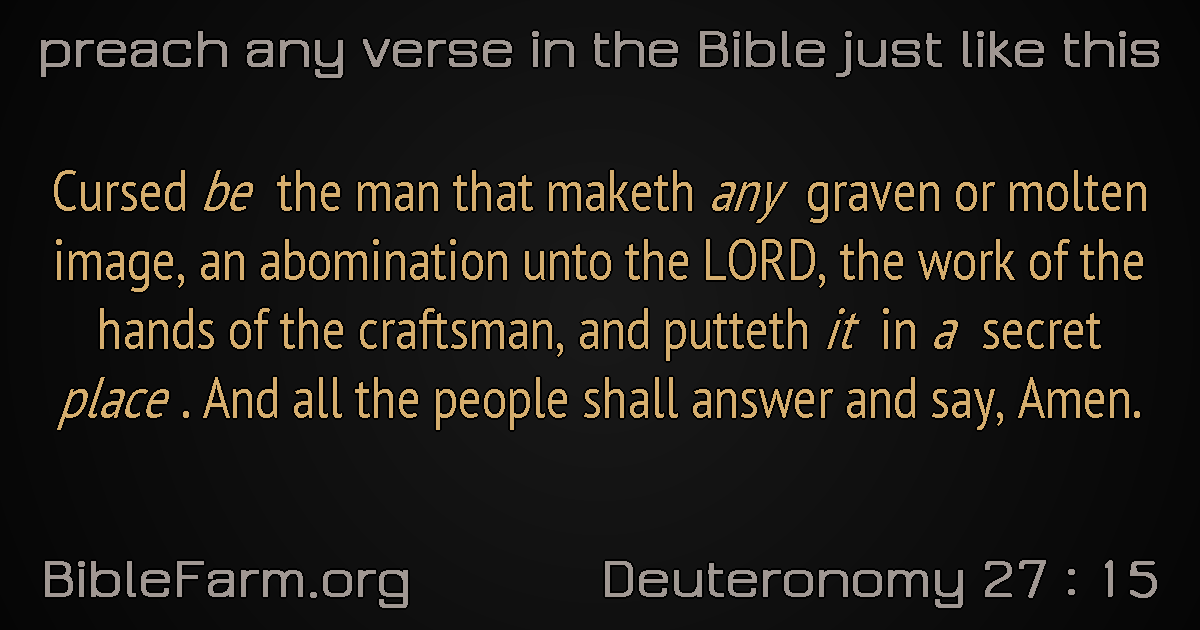 preach any verse in the Bible just like this
Cursed be the man that maketh any graven or molten
image, an abomination unto the LORD, the work of the
hands of the craftsman, and putteth it in a secret
place . And all the people shall answer and say, Amen.
BibleFarm.org
Deuteronomy 27 : 15